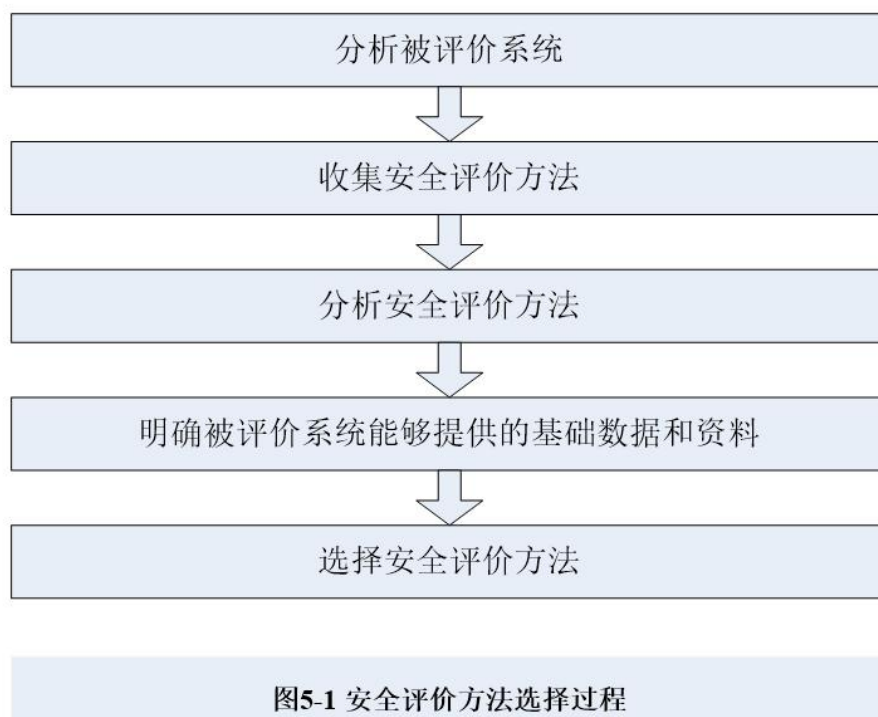 分析被评价系统
收集安全评价方法
分析安全评价方法
明确被评价系统能够提供的基础数据和资料
选择安全评价方法
图5-1 安全评价方法选择过程